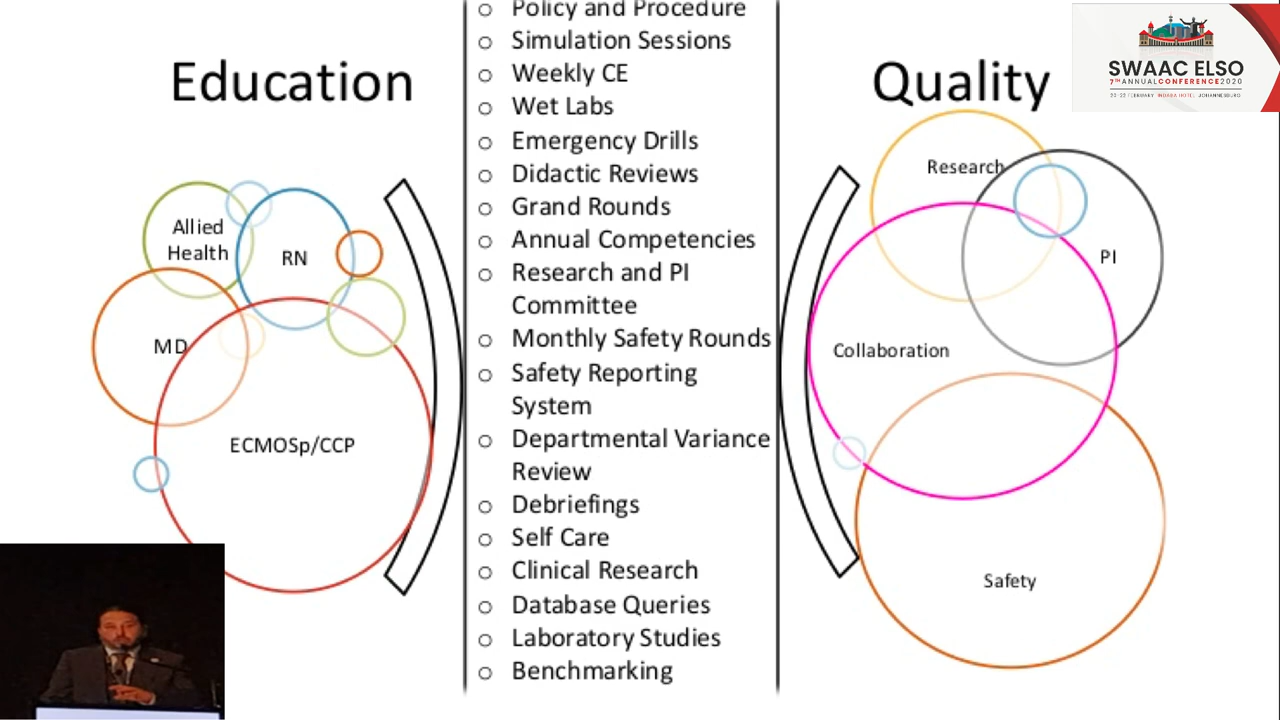 Education
Allied
Health
RN
MD
ECMOSp/CCP
o Policy and Procedure
o Simulation Sessions
o Weekly CE
o Wet Labs
o Emergency Drills
o Didactic Reviews
o Grand Rounds
o Annual Competencies
o Research and PI
Committee
o Monthly Safety Rounds
o Safety Reporting
System
o Departmental Variance
Review
o Debriefings
o Self Care
o Clinical Research
o Database Queries
o Laboratory Studies
o Benchmarking
Quality
Research
PI
Collaboration
Safety
SWAAC ELSO
7TH ANNUAL CONFERENCE 2020